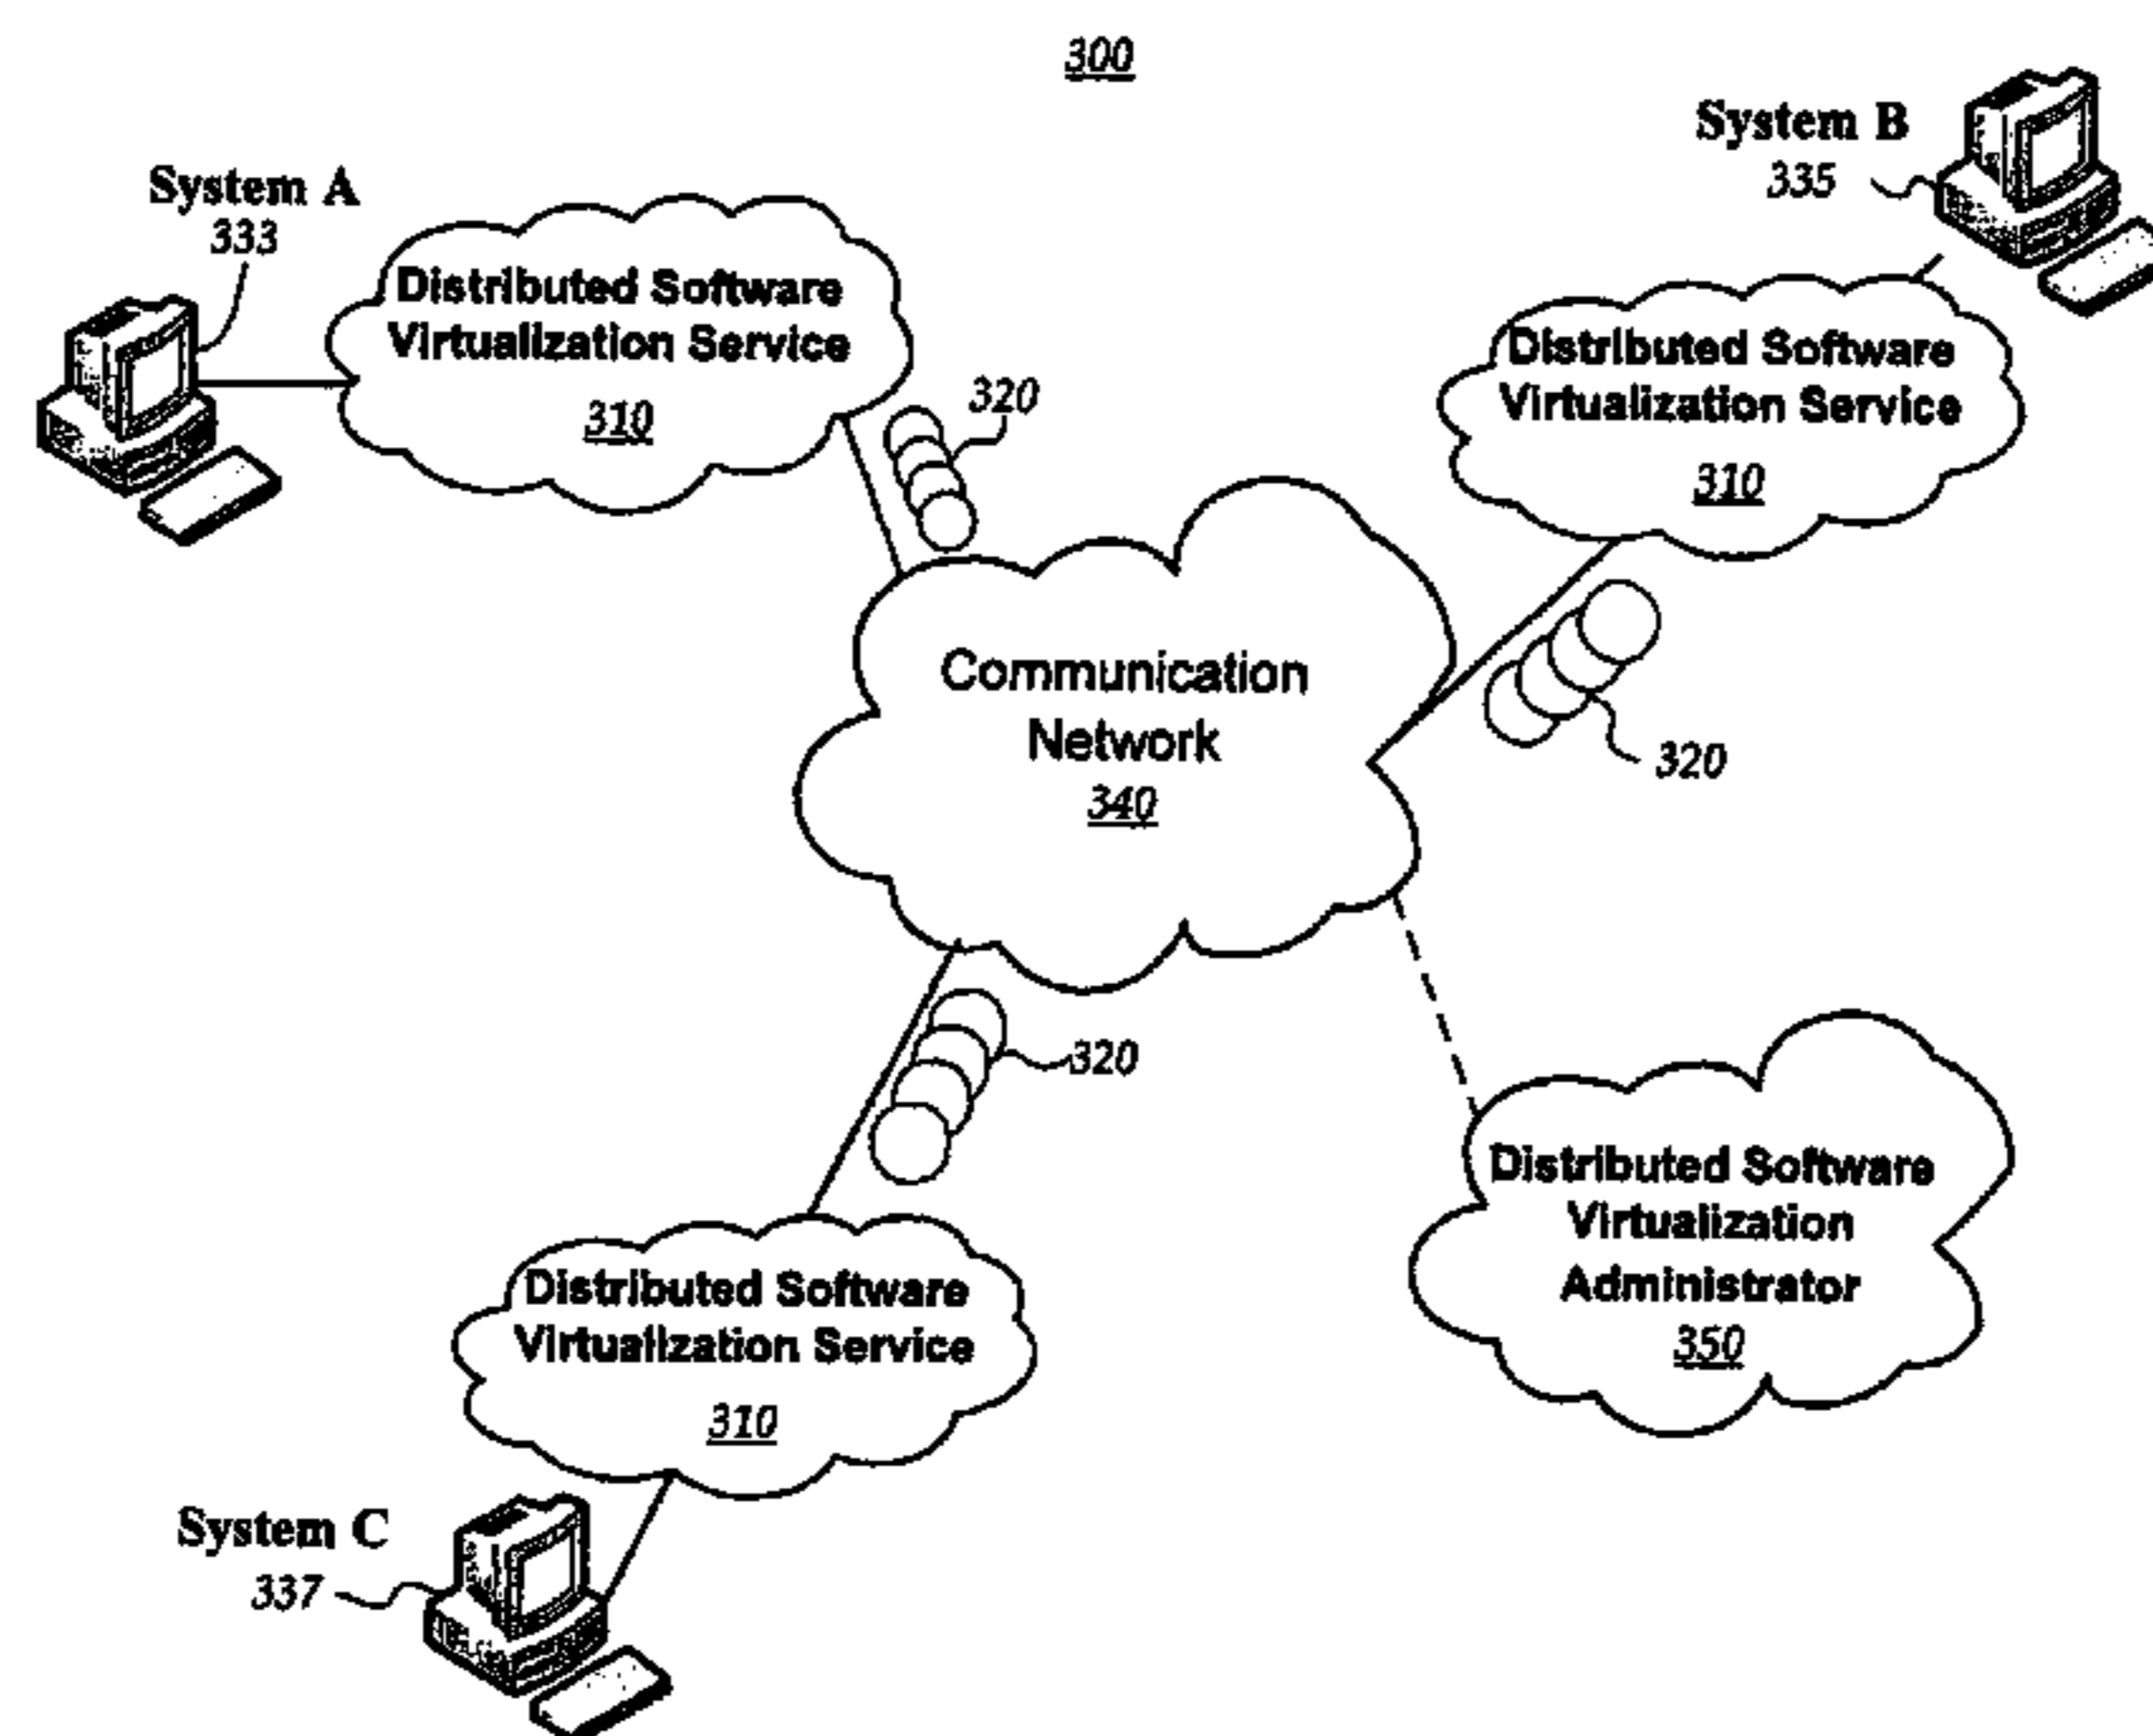 300
System A
333
System B
335
Distributed Software
Virtualization Service
310
320
Distributed Software
Virtualization Service
310
320
Communication
Network
340
320
Distributed Software
Virtualization
Administrator
350
Distributed Software
Virtualization Service
310
System C
337